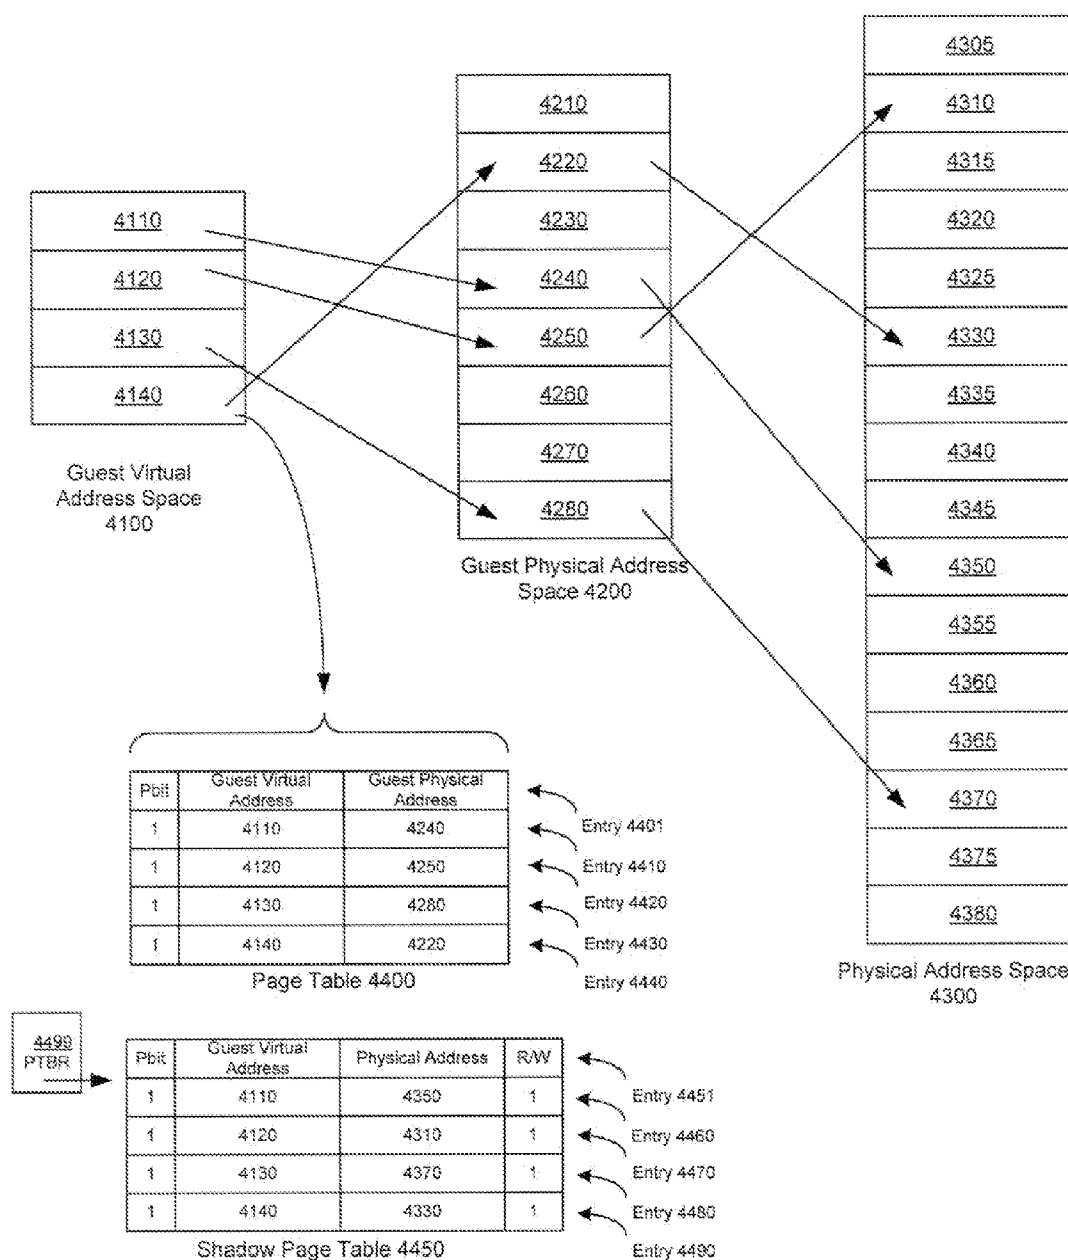 4110
4120
4130
4140
Guest Virtual
Address Space
4100
4210
4220
4230
4240
4250
4260
4270
4280
Guest Physical Address
Space 4200
4305
4310
4315
4320
4325
4330
4335
4340
4345
4350
4355
4360
4365
4370
4375
4380
Physical Address Space
4300
Pbit Guest Virtual Address Guest Physical Address
1 4110 4240
1 4120 4250
1 4130 4280
1 4140 4220
Entry 4401
Entry 4410
Entry 4420
Entry 4430
Entry 4440
Page Table 4400
4499
PTBR
Pbit Guest Virtual Address Physical Address R/W
1 4110 4350 1
1 4120 4310 1
1 4130 4370 1
1 4140 4330 1
Entry 4451
Entry 4460
Entry 4470
Entry 4480
Entry 4490
Shadow Page Table 4450